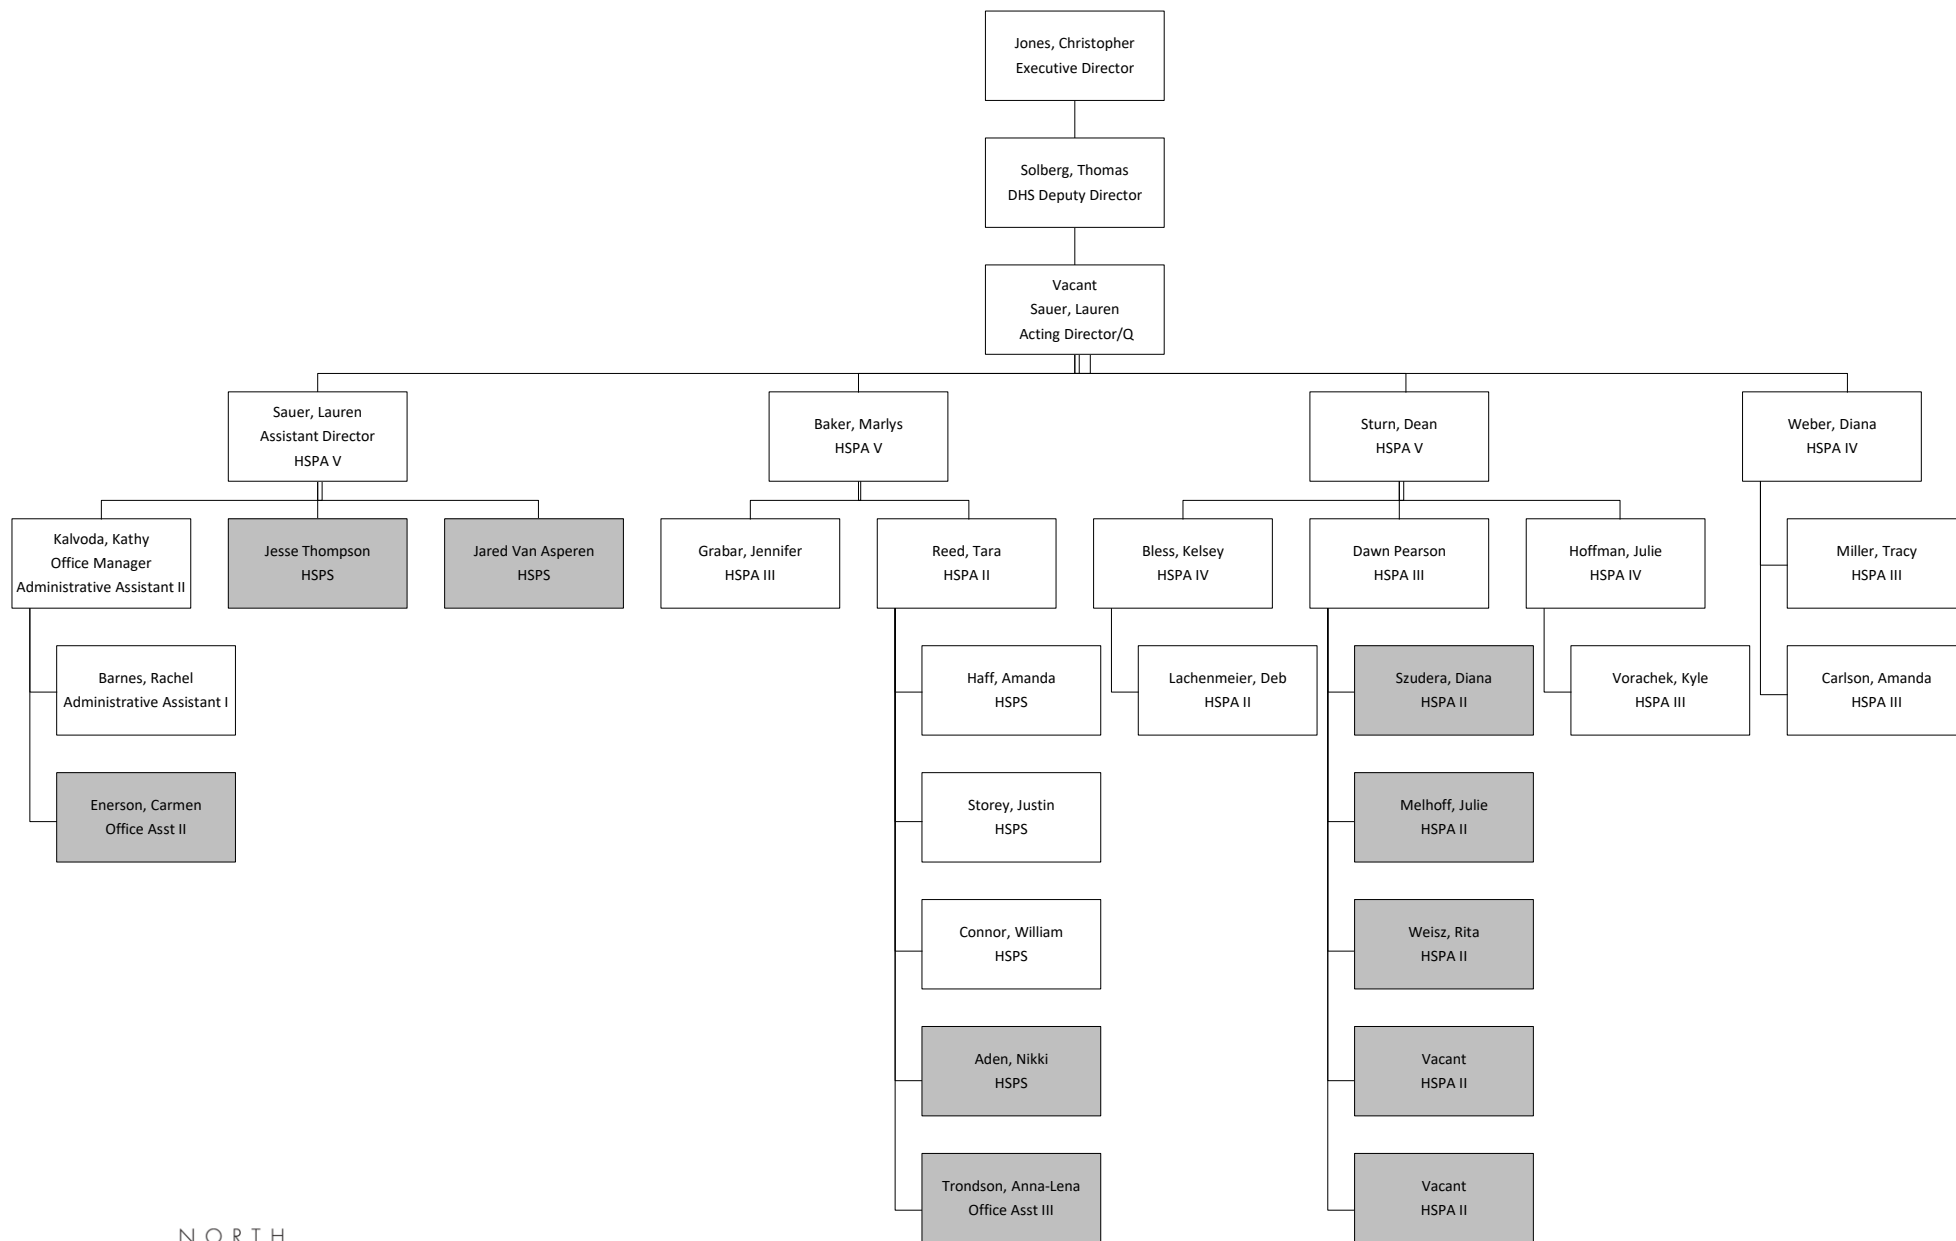 Jones, Christopher
Executive Director
Solberg, Thomas
DHS Deputy Director
Vacant
Sauer, Lauren
Acting Director/Q
Sauer, Lauren
Assistant Director
HSPA V
Baker, Marlys
HSPA V
Sturn, Dean
HSPA V
Weber, Diana
HSPA IV
Kalvoda, Kathy
Office Manager
Administrative Assistant II
Jesse Thompson
HSPS
Jared Van Asperen
HSPS
Grabar, Jennifer
HSPA III
Reed, Tara
HSPA II
Bless, Kelsey
HSPA IV
Dawn Pearson
HSPA III
Hoffman, Julie
HSPA IV
Miller, Tracy
HSPA III
Barnes, Rachel
Administrative Assistant I
Haff, Amanda
HSPS
Lachenmeier, Deb
HSPA II
Szudera, Diana
HSPA II
Vorachek, Kyle
HSPA III
Carlson, Amanda
HSPA III
Enerson, Carmen
Office Asst II
Storey, Justin
HSPS
Melhoff, Julie
HSPA II
Connor, William
HSPS
Weisz, Rita
HSPA II
Aden, Nikki
HSPS
Vacant
HSPA II
Trondson, Anna-Lena
Office Asst III
Vacant
HSPA II
NORTH